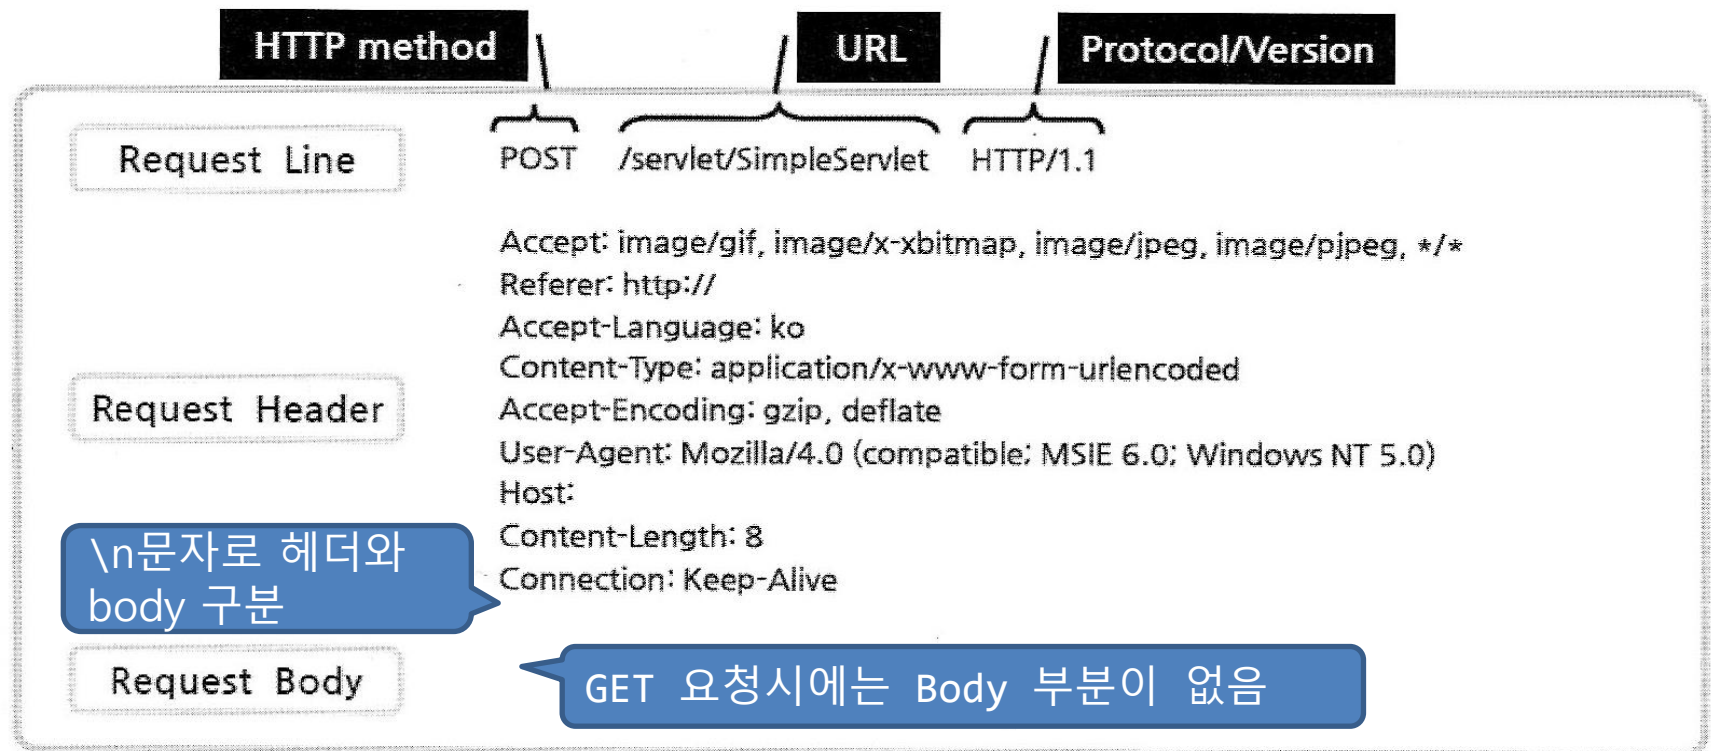 HTTP method URL Protocol/Version
Request Line POST /servlet/SimpleServlet HTTP/1.1
Accept: image/gif, image/x-xbitmap, image/jpeg, image/pjpeg, */*
Referer: http://
Accept-Language: ko
Content-Type: application/x-www-form-urlencoded
Request Header Accept-Encoding: gzip, deflate
User-Agent: Mozilla/4.0 (compatible; MSIE 6.0; Windows NT 5.0)
Host:
Content-Length: 8
Connection: Keep-Alive
\n문자로 헤더와
body 구분
Request Body
GET 요청시에는 Body 부분이 없음